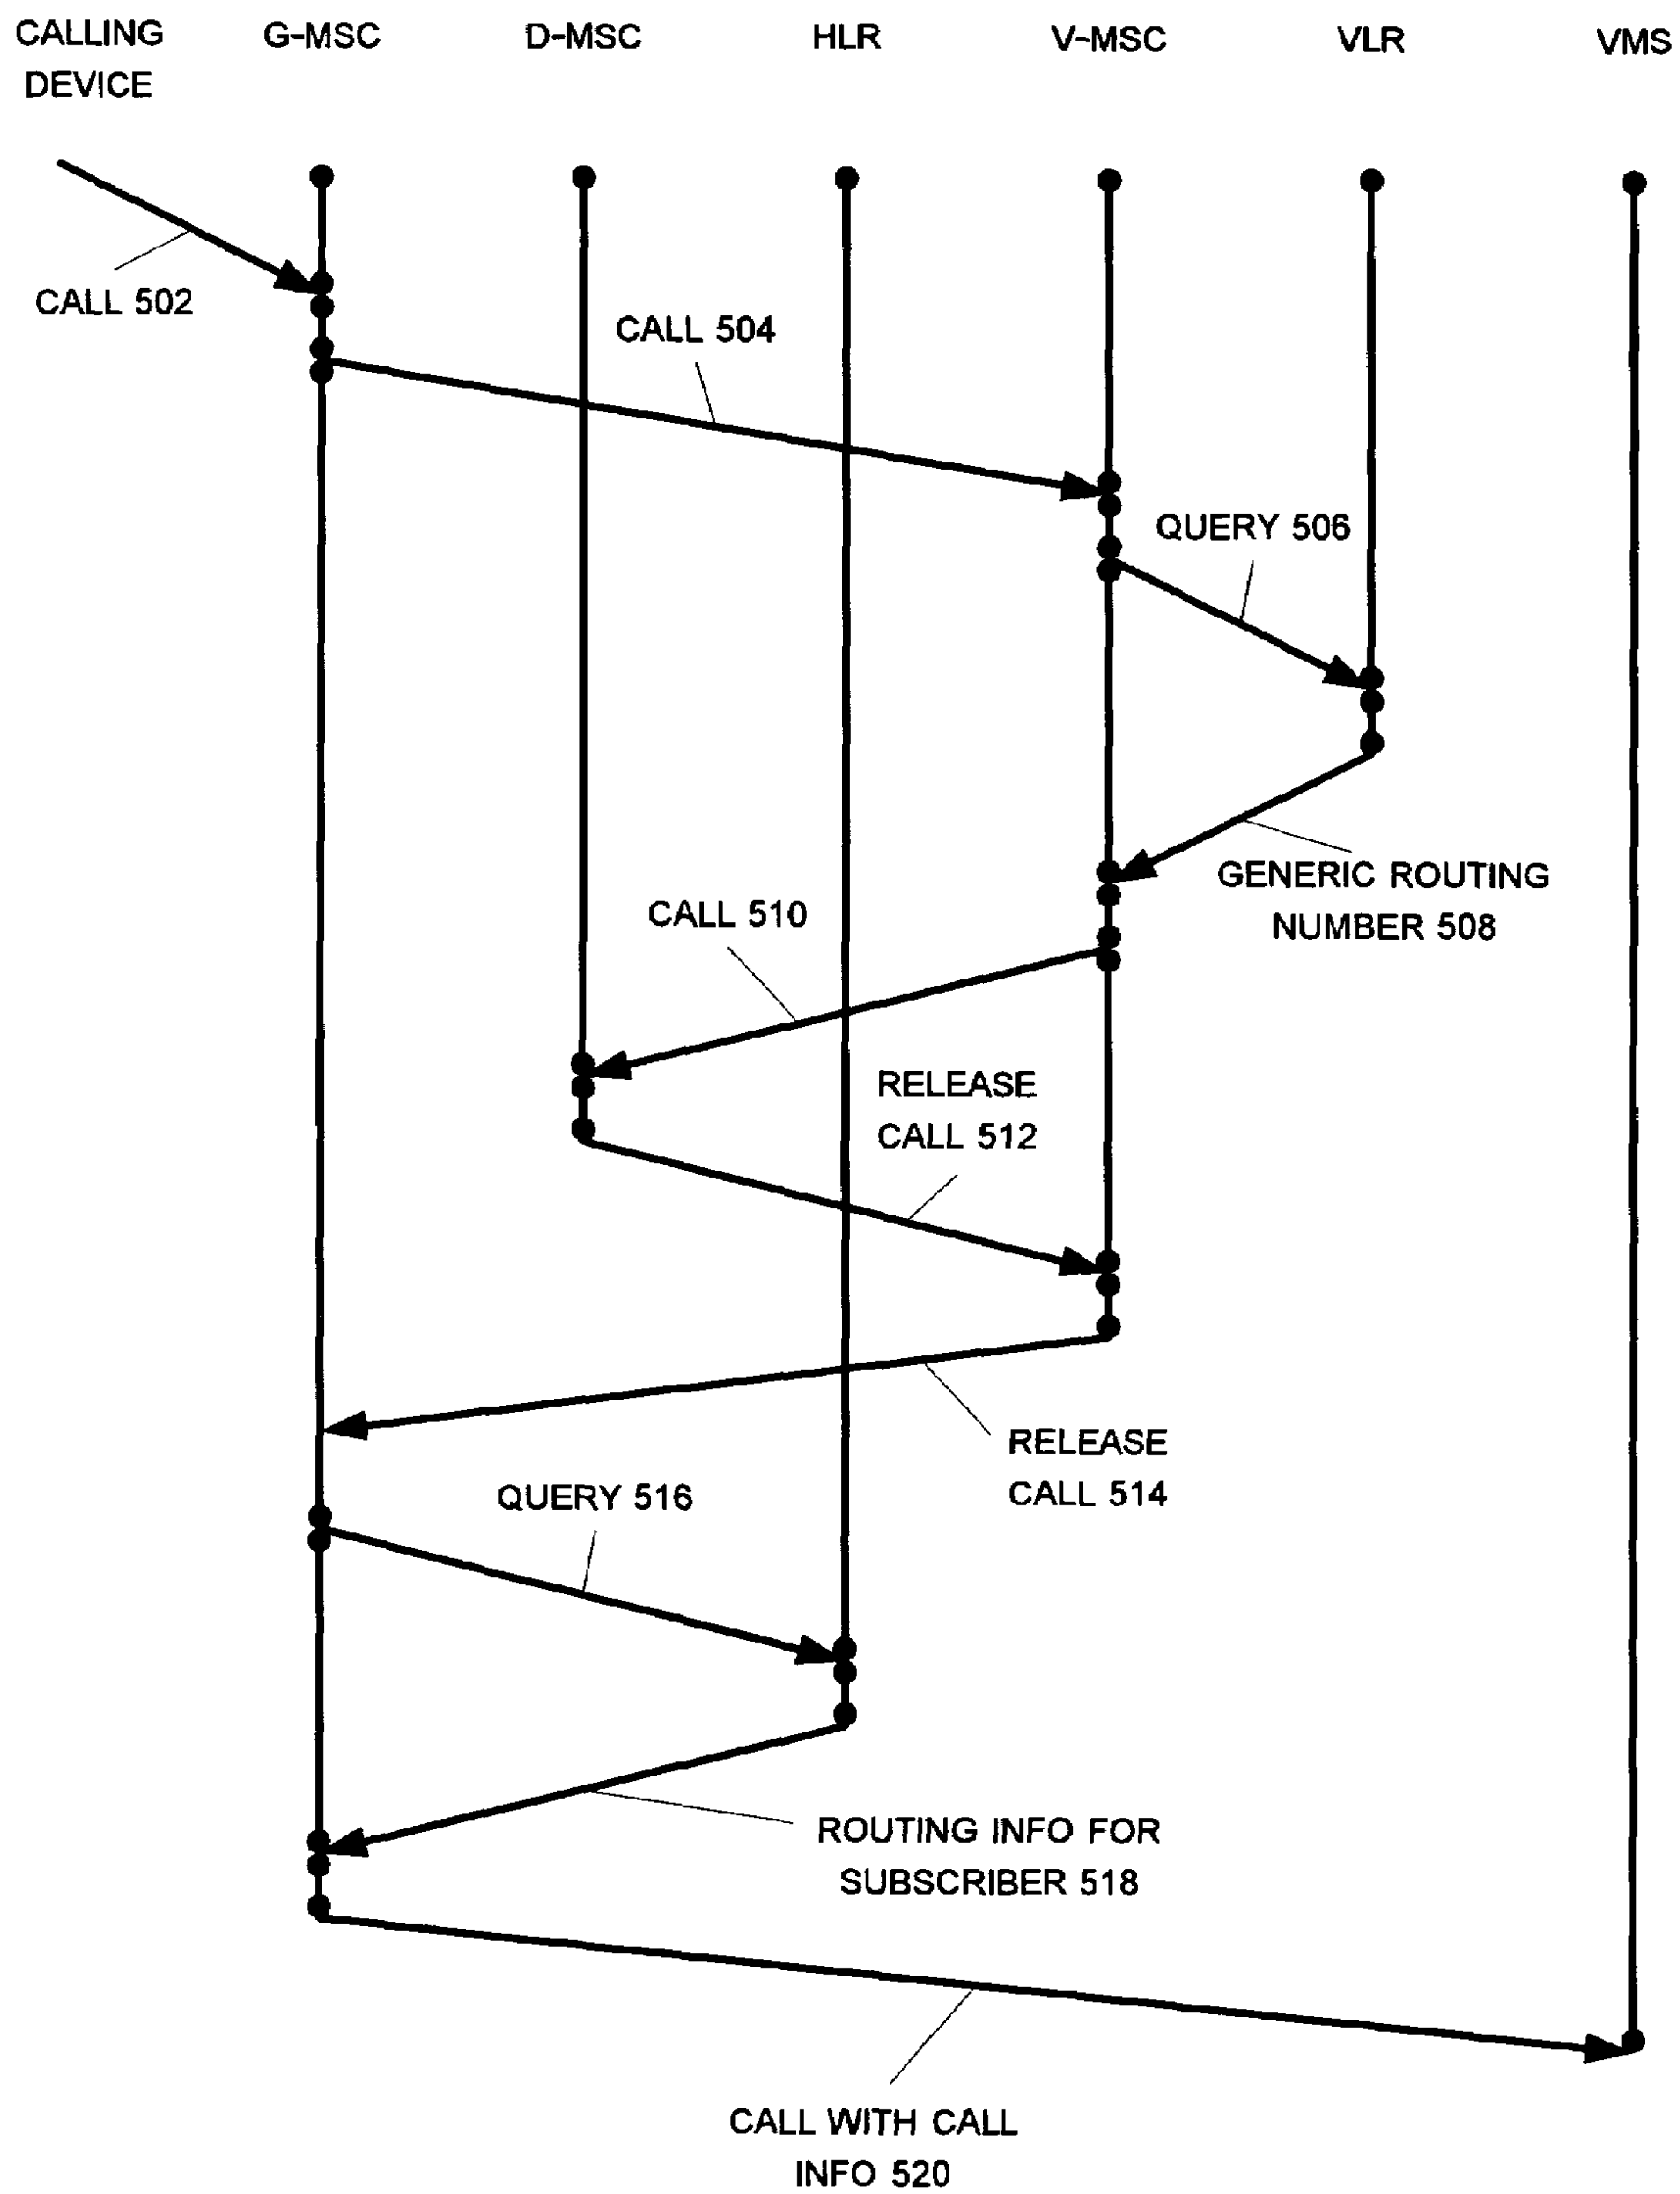 CALLING
DEVICE
G-MSC
D-MSC
HLR
V-MSC
VLR
VMS
CALL 502
CALL 504
QUERY 506
GENERIC ROUTING
NUMBER 508
CALL 510
RELEASE
CALL 512
RELEASE
CALL 514
QUERY 516
ROUTING INFO FOR
SUBSCRIBER 518
CALL WITH CALL
INFO 520